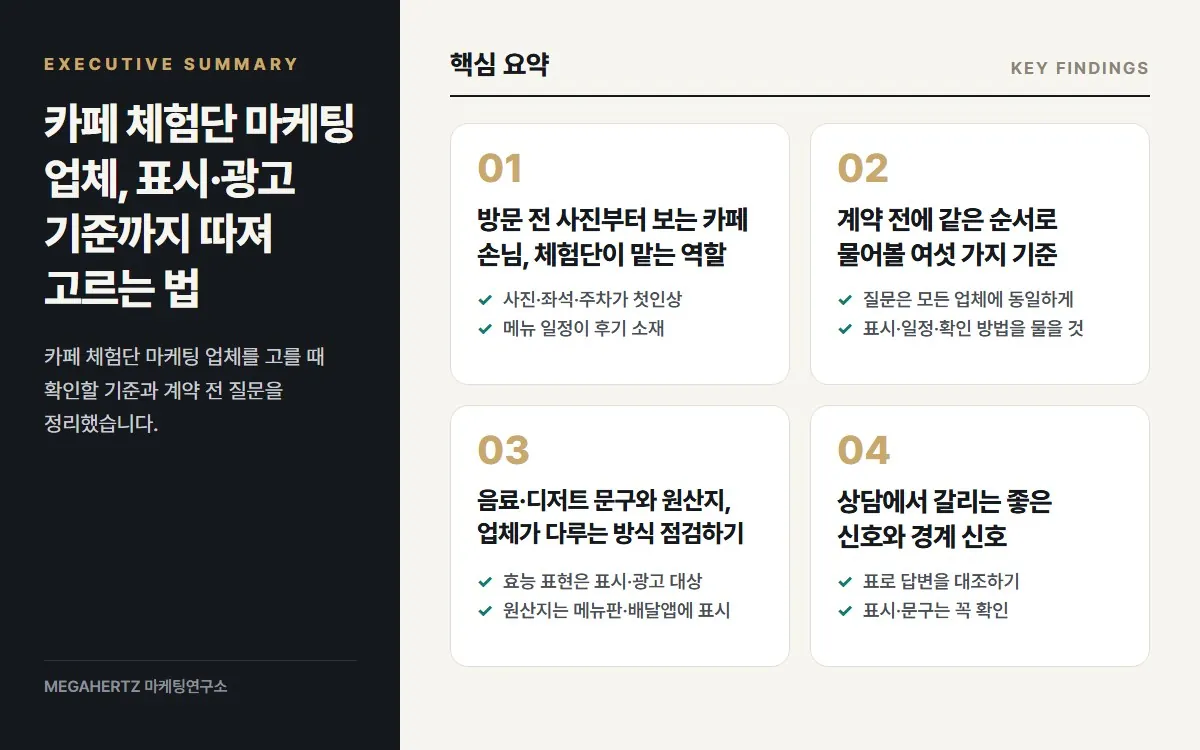 EXECUTIVE SUMMARY
카페 체험단 마케팅
업체, 표시·광고
기준까지 따져
고르는 법
카페 체험단 마케팅 업체를 고를 때
확인할 기준과 계약 전 질문을
정리했습니다.
MEGAHERTZ 마케팅연구소
핵심 요약
KEY FINDINGS
01
방문 전 사진부터 보는 카페
손님, 체험단이 맡는 역할
사진·좌석·주차가 첫인상
메뉴 일정이 후기 소재
02
계약 전에 같은 순서로
물어볼 여섯 가지 기준
질문은 모든 업체에 동일하게
표시·일정·확인 방법을 물을 것
03
음료·디저트 문구와 원산지,
업체가 다루는 방식 점검하기
효능 표현은 표시·광고 대상
원산지는 메뉴판·배달앱에 표시
04
상담에서 갈리는 좋은
신호와 경계 신호
표로 답변을 대조하기
표시·문구는 꼭 확인